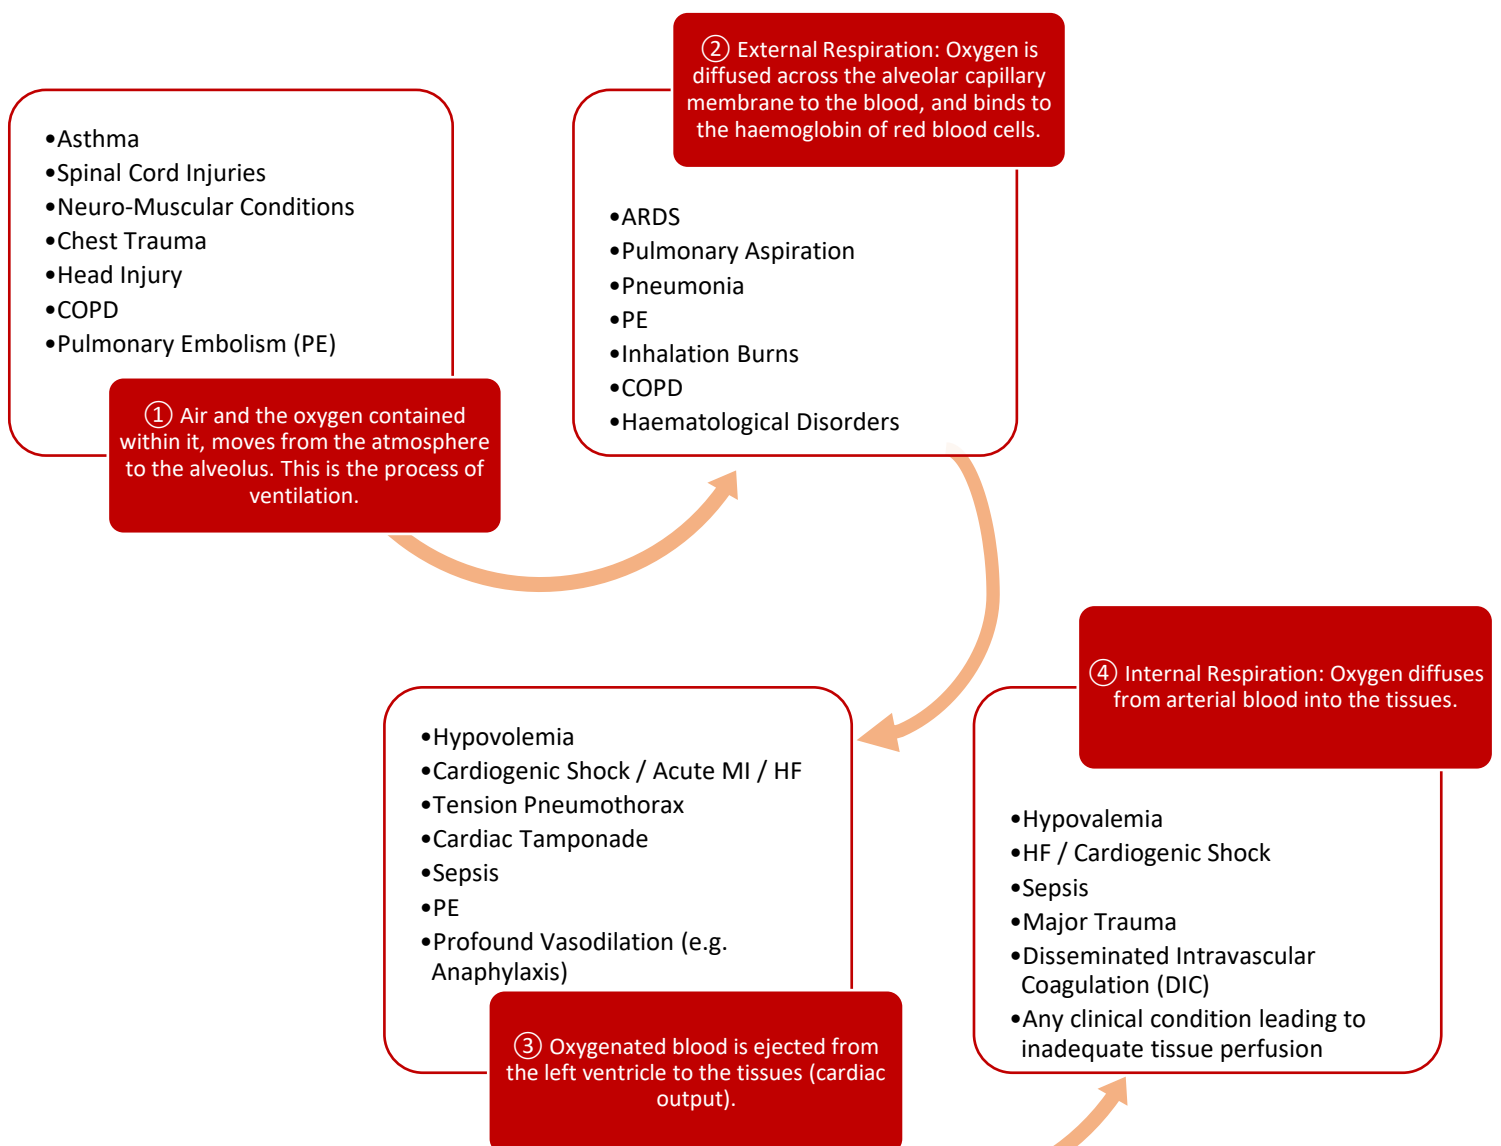 •Asthma
•Spinal Cord Injuries
•Neuro-Muscular Conditions
•Chest Trauma
•Head Injury
•COPD
•Pulmonary Embolism (PE)
① Air and the oxygen contained
within it, moves from the atmosphere
to the alveolus. This is the process of
ventilation.
② External Respiration: Oxygen is
diffused across the alveolar capillary
membrane to the blood, and binds to
the haemoglobin of red blood cells.
•ARDS
•Pulmonary Aspiration
•Pneumonia
•PE
•Inhalation Burns
•COPD
•Haematological Disorders
•Hypovolemia
•Cardiogenic Shock / Acute MI / HF
•Tension Pneumothorax
•Cardiac Tamponade
•Sepsis
•PE
•Profound Vasodilation (e.g.
Anaphylaxis)
③ Oxygenated blood is ejected from
the left ventricle to the tissues (cardiac
output).
④ Internal Respiration: Oxygen diffuses
from arterial blood into the tissues.
•Hypovalemia
•HF / Cardiogenic Shock
•Sepsis
•Major Trauma
•Disseminated Intravascular
Coagulation (DIC)
•Any clinical condition leading to
inadequate tissue perfusion